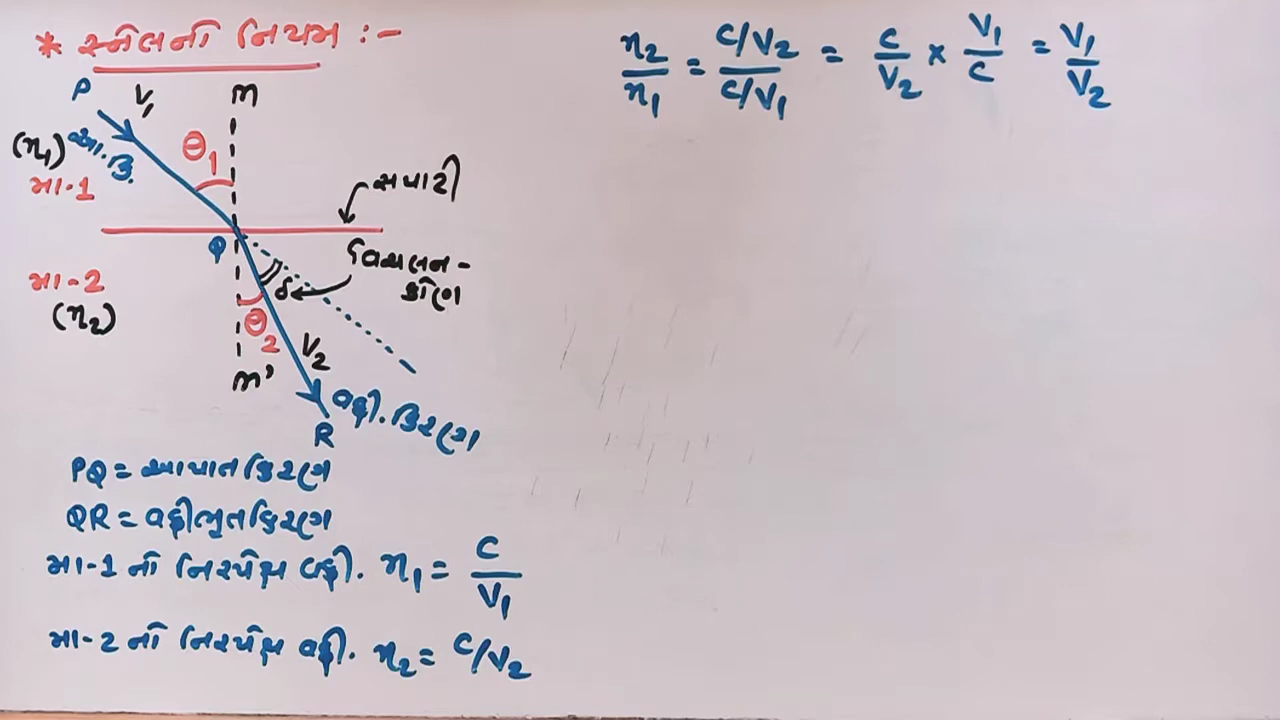 * સ્નેલનો નિયમ :-
P
V₁
M
(n₁)
આ.કિ.
θ₁
મા-1
સપાટી
Q
મા-2
(n₂)
વિચલન-
કોણ
δ
θ₂
V₂
M'
વક્રી.કિરણ
R
PQ = આપાતકિરણ
QR = વક્રીભૂતકિરણ
મા-1 નો નિરપેક્ષ વક્રી. n₁ = C/V₁
મા-2 નો નિરપેક્ષ વક્રી. n₂ = C/V₂
n₂/n₁ = (C/V₂)/(C/V₁) = C/V₂ × V₁/C = V₁/V₂